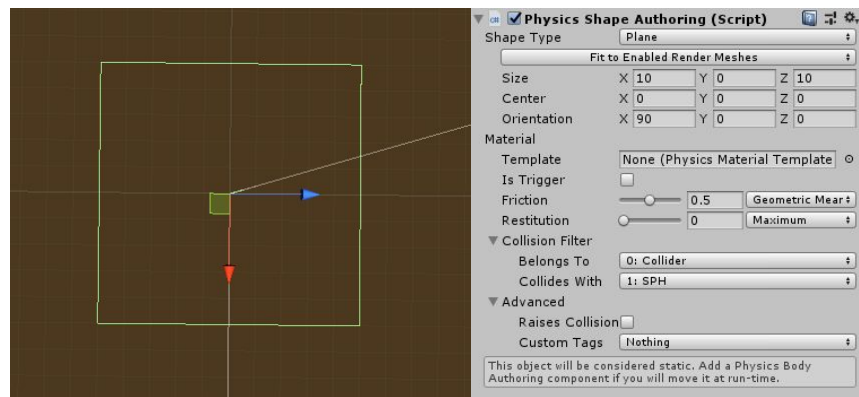 Physics Shape Authoring (Script)
Shape Type Plane
Fit to Enabled Render Meshes
Size X 10 Y 0 Z 10
Center X 0 Y 0 Z 0
Orientation X 90 Y 0 Z 0
Material
Template None (Physics Material Template
Is Trigger
Friction 0.5 Geometric Mear
Restitution 0 Maximum
Collision Filter
Belongs To 0: Collider
Collides With 1: SPH
Advanced
Raises Collision
Custom Tags Nothing
This object will be considered static. Add a Physics Body
Authoring component if you will move it at run-time.